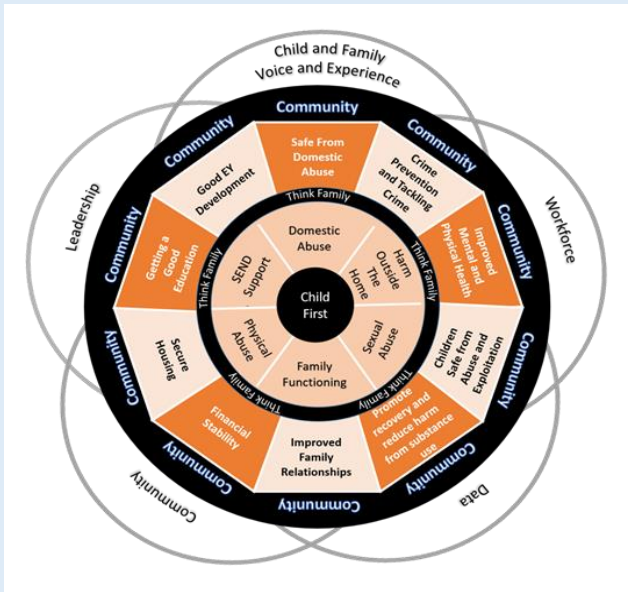 Child and Family
Voice and Experience
Workforce
Data
Community
Leadership
Community
Community
Community
Community
Community
Community
Community
Community
Community
Community
Safe From
Domestic
Abuse
Crime
Prevention
and Tackling
Crime
Improved
Mental and
Physical Health
Children
Safe from
Abuse and
Exploitation
Promote
recovery and
reduce harm
from substance
use
Improved
Family
Relationships
Financial
Stability
Secure
Housing
Getting a
Good
Education
Good EY
Development
Think Family
Think Family
Think Family
Think Family
Think Family
Domestic
Abuse
Harm
Outside
The
Home
Sexual
Abuse
Family
Functioning
Physical
Abuse
SEND
Support
Child
First